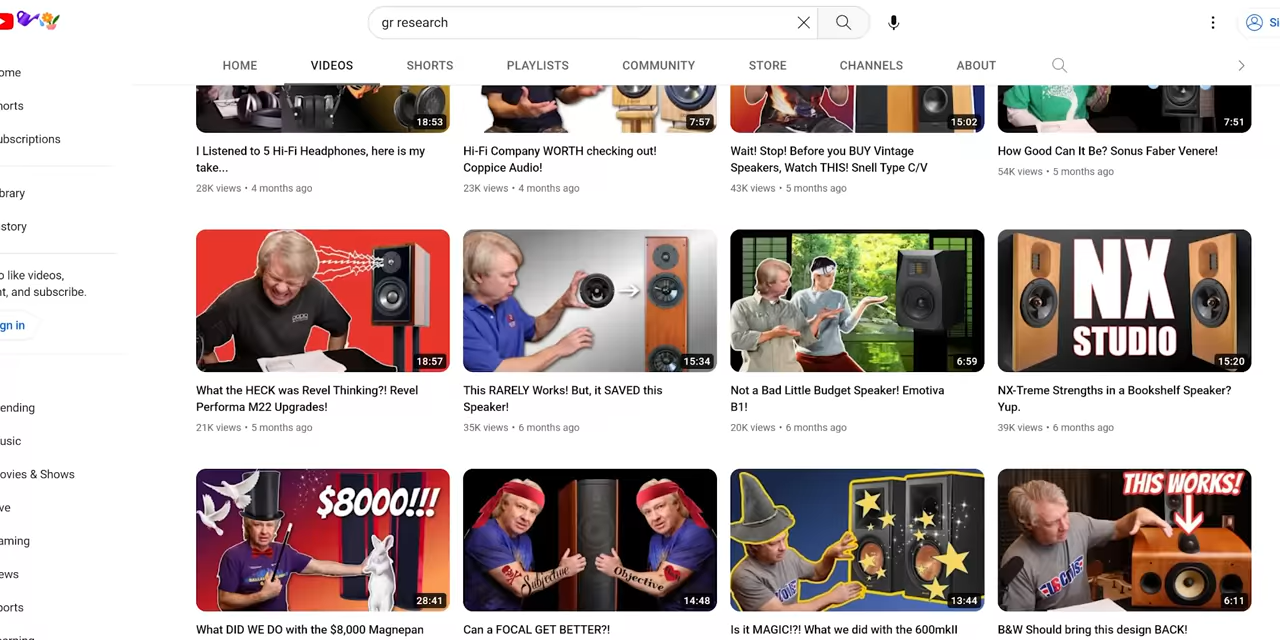 gr research
Si
ome
HOME VIDEOS SHORTS PLAYLISTS COMMUNITY STORE CHANNELS ABOUT
horts
ubscriptions
brary
story
o like videos,
nt, and subscribe.
gn in
ending
usic
ovies & Shows
ve
aming
ews
ports
earning
18:53
7:57
15:02
7:51
I Listened to 5 Hi-Fi Headphones, here is my
take...
28K views • 4 months ago
Hi-Fi Company WORTH checking out!
Coppice Audio!
23K views • 4 months ago
Wait! Stop! Before you BUY Vintage
Speakers, Watch THIS! Snell Type C/V
43K views • 5 months ago
How Good Can It Be? Sonus Faber Venere!
54K views • 5 months ago
18:57
What the HECK was Revel Thinking?! Revel
Performa M22 Upgrades!
21K views • 5 months ago
15:34
This RARELY Works! But, it SAVED this
Speaker!
35K views • 6 months ago
6:59
Not a Bad Little Budget Speaker! Emotiva
B1!
20K views • 6 months ago
NX
STUDIO
15:20
NX-Treme Strengths in a Bookshelf Speaker?
Yup.
39K views • 6 months ago
$8000!!!
28:41
What DID WE DO with the $8,000 Magnepan
Subjective
Objective
14:48
Can a FOCAL GET BETTER?!
13:44
Is it MAGIC!?! What we did with the 600mkII
THIS WORKS!
6:11
B&W Should bring this design BACK!